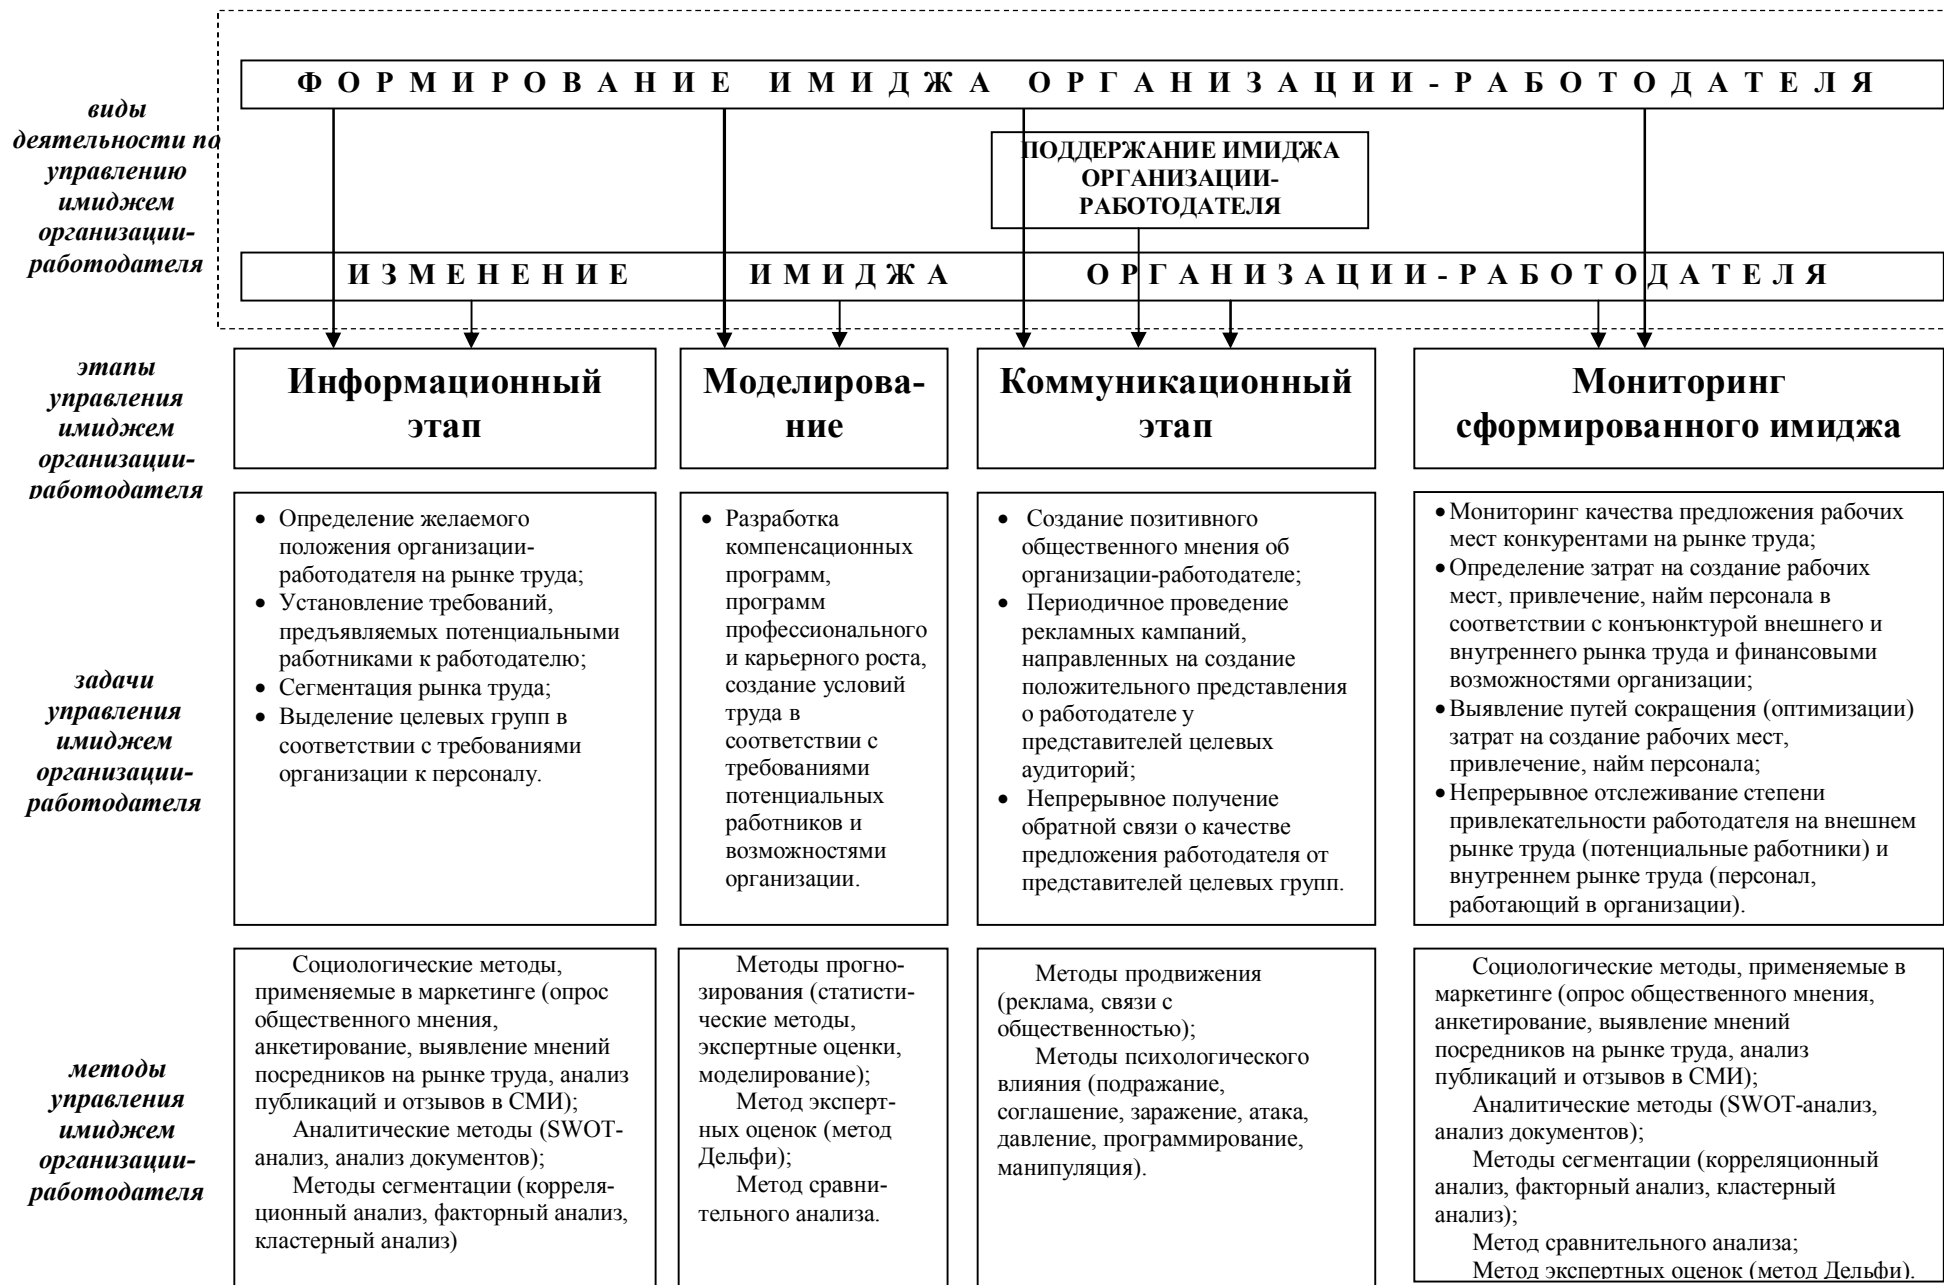 виды
деятельности по
управлению
имиджем
организации-
работодателя
ФОРМИРОВАНИЕ ИМИДЖА ОРГАНИЗАЦИИ-РАБОТОДАТЕЛЯ
ПОДДЕРЖАНИЕ ИМИДЖА
ОРГАНИЗАЦИИ-
РАБОТОДАТЕЛЯ
ИЗМЕНЕНИЕ ИМИДЖА ОРГАНИЗАЦИИ-РАБОТОДАТЕЛЯ
этапы
управления
имиджем
организации-
работодателя
Информационный
этап
Моделирова-
ние
Коммуникационный
этап
Мониторинг
сформированного имиджа
задачи
управления
имиджем
организации-
работодателя
• Определение желаемого
положения организации-
работодателя на рынке труда;
• Установление требований,
предъявляемых потенциальными
работниками к работодателю;
• Сегментация рынка труда;
• Выделение целевых групп в
соответствии с требованиями
организации к персоналу.
• Разработка
компенсационных
программ,
программ
профессионального
и карьерного роста,
создание условий
труда в
соответствии с
требованиями
потенциальных
работников и
возможностями
организации.
• Создание позитивного
общественного мнения об
организации-работодателе;
• Периодичное проведение
рекламных кампаний,
направленных на создание
положительного представления
о работодателе у
представителей целевых
аудиторий;
• Непрерывное получение
обратной связи о качестве
предложения работодателя от
представителей целевых групп.
• Мониторинг качества предложения рабочих
мест конкурентами на рынке труда;
• Определение затрат на создание рабочих
мест, привлечение, найм персонала в
соответствии с конъюнктурой внешнего и
внутреннего рынка труда и финансовыми
возможностями организации;
• Выявление путей сокращения (оптимизации)
затрат на создание рабочих мест,
привлечение, найм персонала;
• Непрерывное отслеживание степени
привлекательности работодателя на внешнем
рынке труда (потенциальные работники) и
внутреннем рынке труда (персонал,
работающий в организации).
методы
управления
имиджем
организации-
работодателя
Социологические методы,
применяемые в маркетинге (опрос
общественного мнения,
анкетирование, выявление мнений
посредников на рынке труда, анализ
публикаций и отзывов в СМИ);
Аналитические методы (SWOT-
анализ, анализ документов);
Методы сегментации (корреля-
ционный анализ, факторный анализ,
кластерный анализ)
Методы прогно-
зирования (статисти-
ческие методы,
экспертные оценки,
моделирование);
Метод эксперт-
ных оценок (метод
Дельфи);
Метод сравни-
тельного анализа.
Методы продвижения
(реклама, связи с
общественностью);
Методы психологического
влияния (подражание,
соглашение, заражение, атака,
давление, программирование,
манипуляция).
Социологические методы, применяемые в
маркетинге (опрос общественного мнения,
анкетирование, выявление мнений
посредников на рынке труда, анализ
публикаций и отзывов в СМИ);
Аналитические методы (SWOT-анализ,
анализ документов);
Методы сегментации (корреляционный
анализ, факторный анализ, кластерный
анализ);
Метод сравнительного анализа;
Метод экспертных оценок (метод Дельфи).